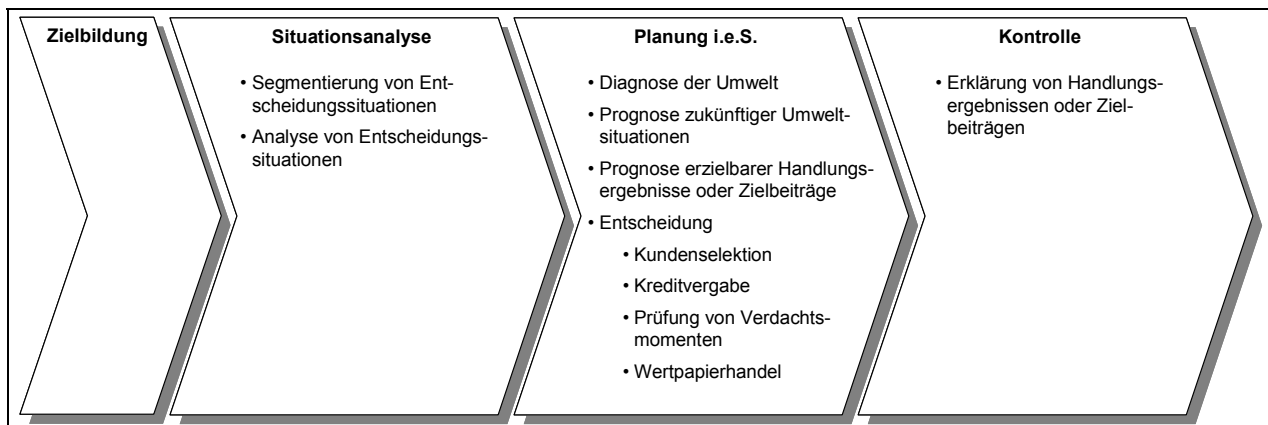 Zielbildung
Situationsanalyse
• Segmentierung von Ent-
scheidungssituationen
• Analyse von Entscheidungs-
situationen
Planung i.e.S.
• Diagnose der Umwelt
• Prognose zukünftiger Umwelt-
situationen
• Prognose erzielbarer Handlungs-
ergebnisse oder Zielbeiträge
• Entscheidung
• Kundenselektion
• Kreditvergabe
• Prüfung von Verdachts-
momenten
• Wertpapierhandel
Kontrolle
• Erklärung von Handlungs-
ergebnissen oder Ziel-
beiträgen